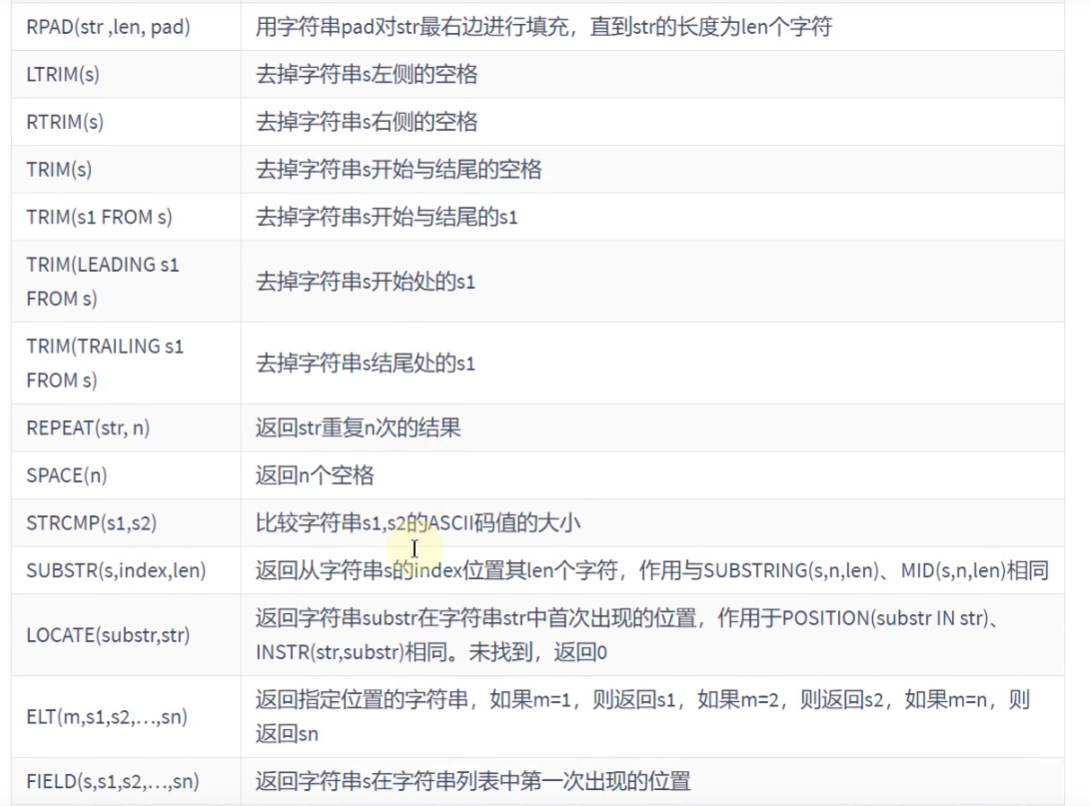 RPAD(str ,len, pad) 用字符串pad对str最右边进行填充，直到str的长度为len个字符
LTRIM(s) 去掉字符串s左侧的空格
RTRIM(s) 去掉字符串s右侧的空格
TRIM(s) 去掉字符串s开始与结尾的空格
TRIM(s1 FROM s) 去掉字符串s开始与结尾的s1
TRIM(LEADING s1
FROM s)
去掉字符串s开始处的s1
TRIM(TRAILING s1
FROM s)
去掉字符串s结尾处的s1
REPEAT(str, n) 返回str重复n次的结果
SPACE(n) 返回n个空格
STRCMP(s1,s2) 比较字符串s1,s2的ASCII码值的大小
SUBSTR(s,index,len) 返回从字符串s的index位置其len个字符，作用与SUBSTRING(s,n,len)、MID(s,n,len)相同
LOCATE(substr,str)
返回字符串substr在字符串str中首次出现的位置，作用于POSITION(substr IN str)、
INSTR(str,substr)相同。未找到，返回0
ELT(m,s1,s2,…,sn)
返回指定位置的字符串，如果m=1，则返回s1，如果m=2，则返回s2，如果m=n，则
返回sn
FIELD(s,s1,s2,…,sn) 返回字符串s在字符串列表中第一次出现的位置